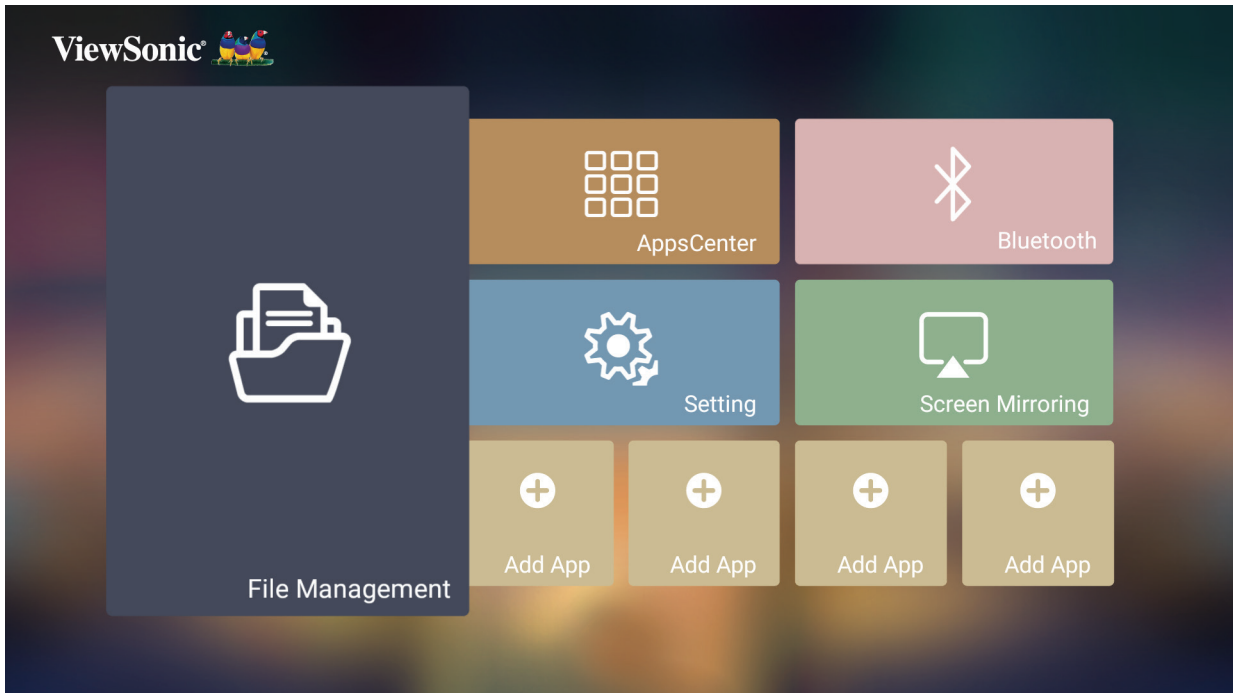 ViewSonic®
AppsCenter
Bluetooth
Setting
Screen Mirroring
File Management
Add App
Add App
Add App
Add App